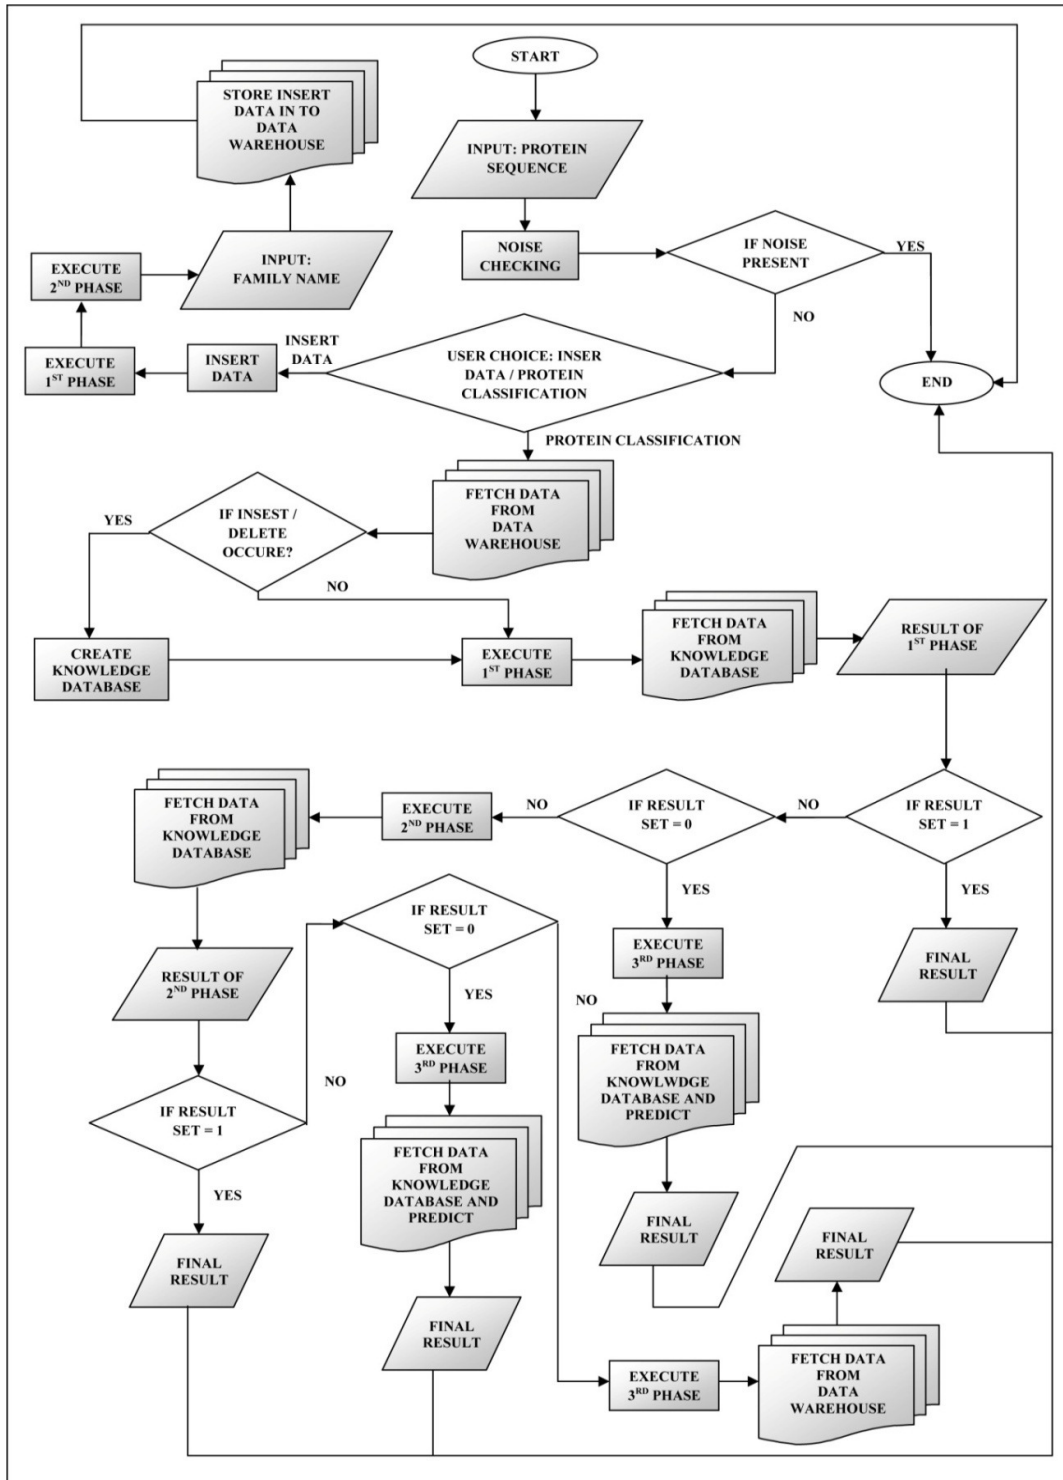 START
STORE INSERT
DATA IN TO
DATA
WAREHOUSE
INPUT: PROTEIN
SEQUENCE
NOISE
CHECKING
IF NOISE
PRESENT
YES
NO
INPUT:
FAMILY NAME
EXECUTE
2ND PHASE
EXECUTE
1ST PHASE
INSERT
DATA
INSERT
DATA
USER CHOICE: INSER
DATA / PROTEIN
CLASSIFICATION
END
PROTEIN CLASSIFICATION
FETCH DATA
FROM
DATA
WAREHOUSE
IF INSEST /
DELETE
OCCURE?
YES
NO
CREATE
KNOWLEDGE
DATABASE
EXECUTE
1ST PHASE
FETCH DATA
FROM
KNOWLEDGE
DATABASE
RESULT OF
1ST PHASE
IF RESULT
SET = 1
NO
YES
IF RESULT
SET = 0
NO
YES
EXECUTE
2ND PHASE
FETCH DATA
FROM
KNOWLEDGE
DATABASE
FINAL
RESULT
EXECUTE
3RD PHASE
NO
FETCH DATA
FROM
KNOWLWDGE
DATABASE AND
PREDICT
FINAL
RESULT
RESULT OF
2ND PHASE
IF RESULT
SET = 1
NO
YES
FINAL
RESULT
IF RESULT
SET = 0
YES
EXECUTE
3RD PHASE
FETCH DATA
FROM
KNOWLEDGE
DATABASE AND
PREDICT
FINAL
RESULT
EXECUTE
3RD PHASE
FETCH DATA
FROM
DATA
WAREHOUSE
FINAL
RESULT